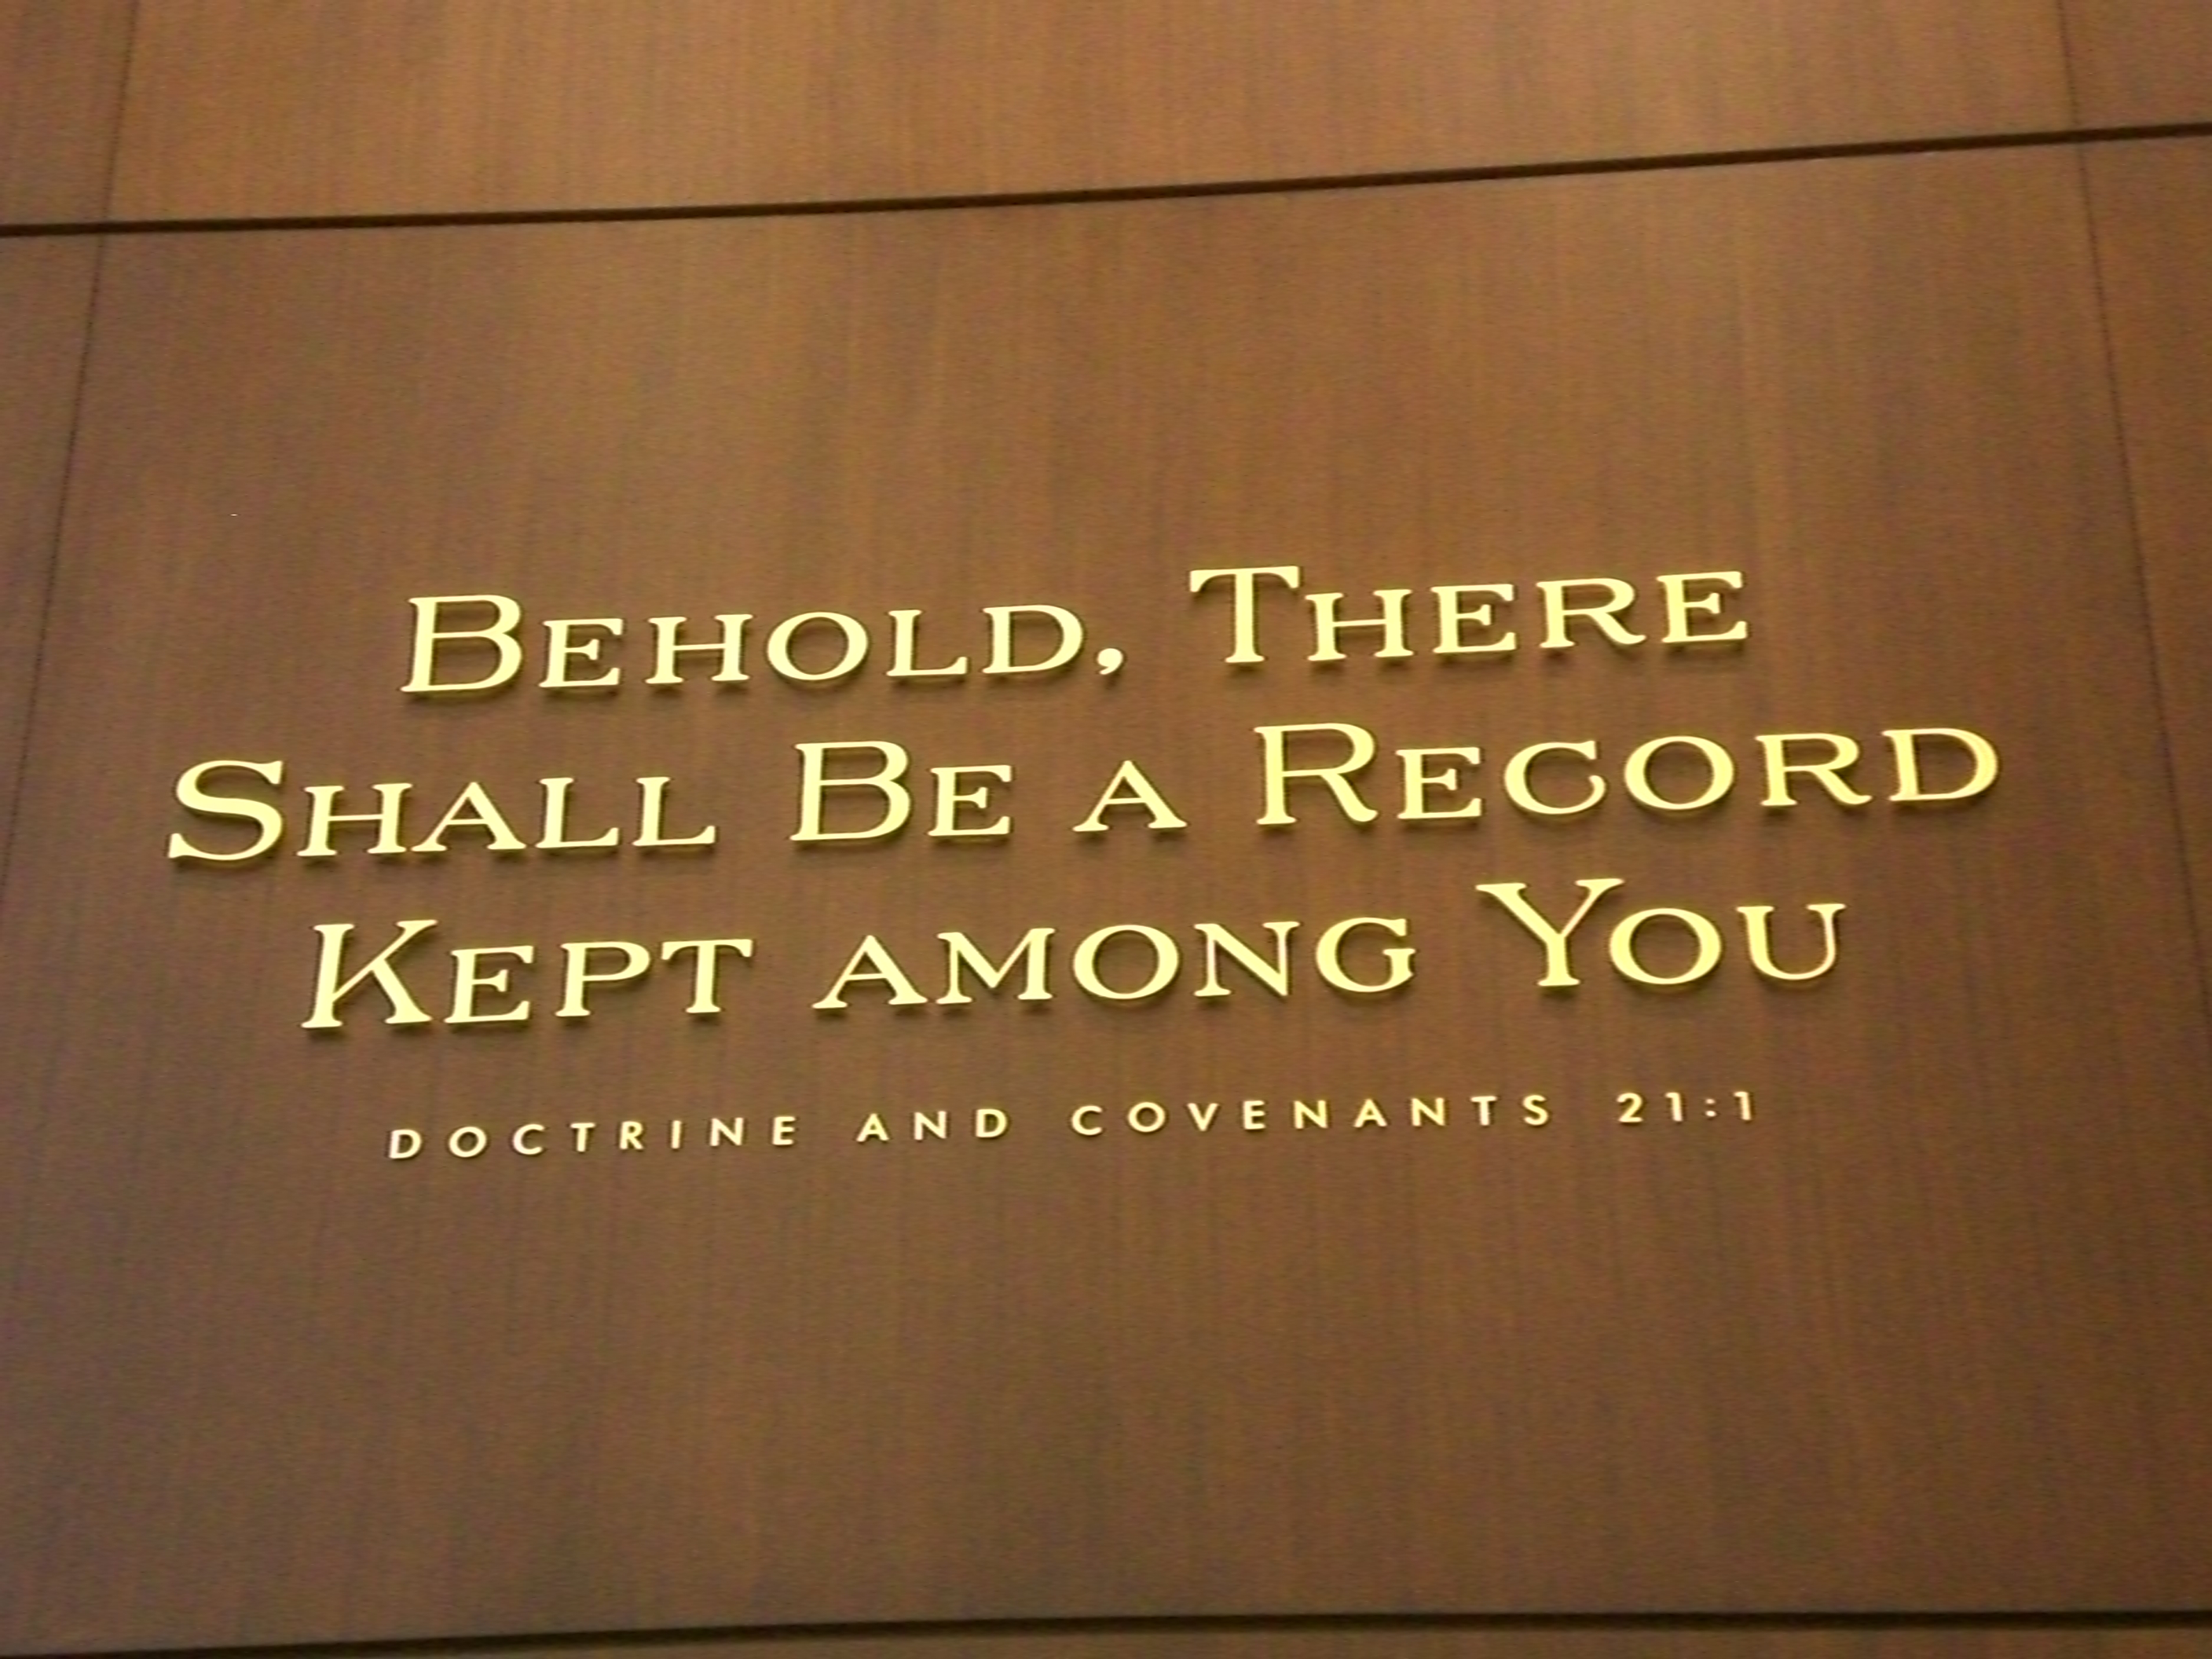 Behold, There
Shall Be a Record
Kept among You
DOCTRINE AND COVENANTS 21:1